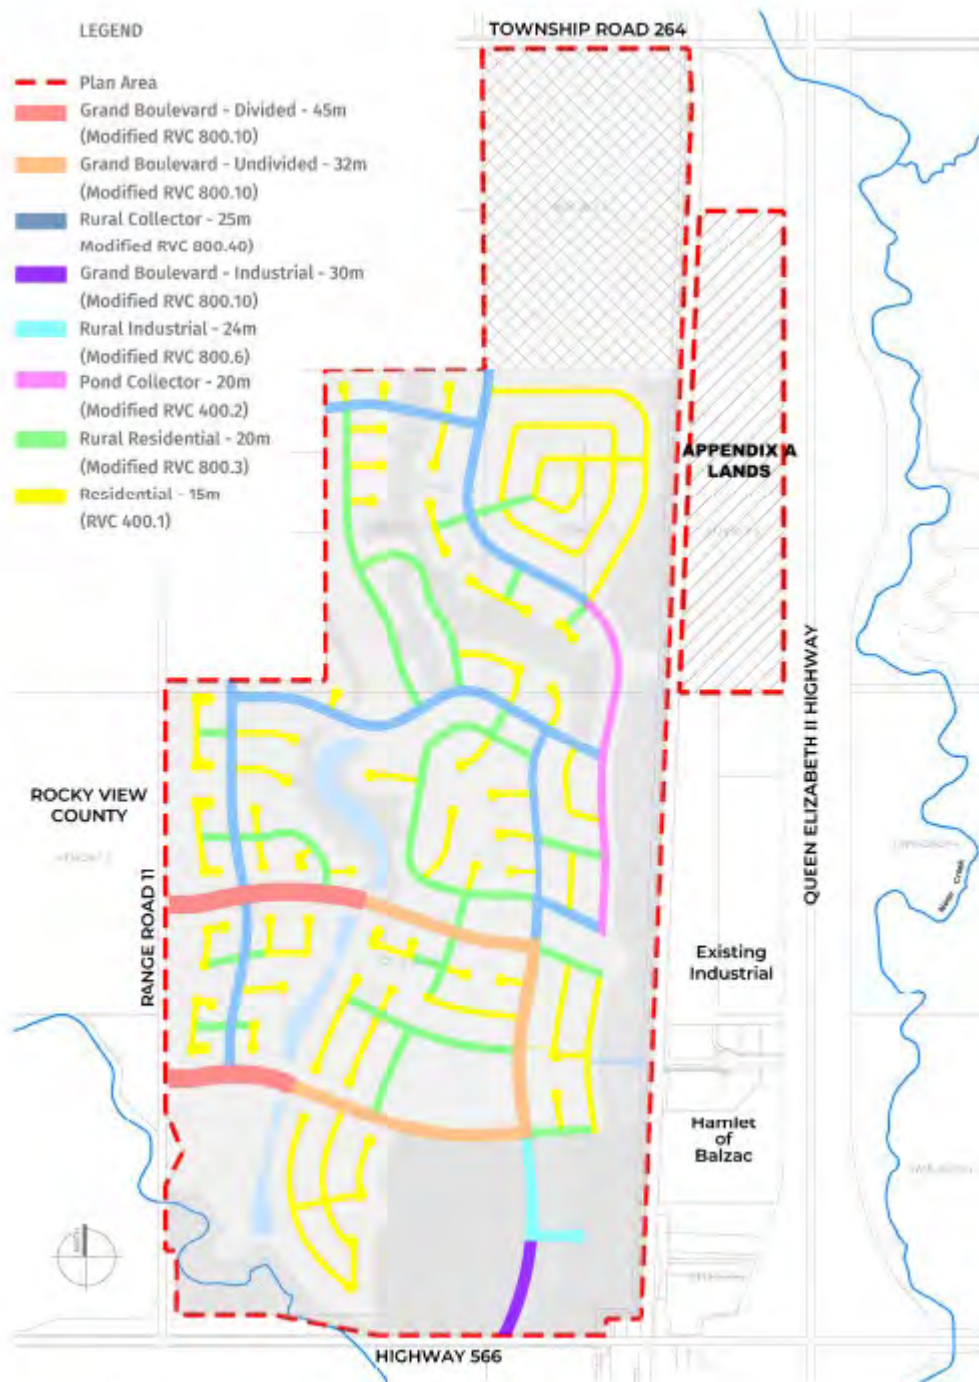 LEGEND
Plan Area
Grand Boulevard - Divided - 45m
(Modified RVC 800.10)
Grand Boulevard - Undivided - 32m
(Modified RVC 800.10)
Rural Collector - 25m
Modified RVC 800.40)
Grand Boulevard - Industrial - 30m
(Modified RVC 800.10)
Rural Industrial - 24m
(Modified RVC 800.6)
Pond Collector - 20m
(Modified RVC 400.2)
Rural Residential - 20m
(Modified RVC 800.3)
Residential - 15m
(RVC 400.1)
TOWNSHIP ROAD 264
APPENDIX A
LANDS
QUEEN ELIZABETH II HIGHWAY
ROCKY VIEW
COUNTY
RANGE ROAD 11
Creek
Existing
Industrial
Hamlet
of
Balzac
HIGHWAY 566